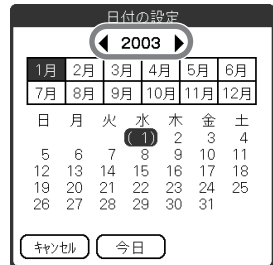 日付の設定
◀ 2003 ▶
1月 2月 3月 4月 5月 6月
7月 8月 9月 10月 11月 12月
日 月 火 水 木 金 土
( 1) 2 3 4
5 6 7 8 9 10 11
12 13 14 15 16 17 18
19 20 21 22 23 24 25
26 27 28 29 30 31
ｷｬﾝｾﾙ 今日